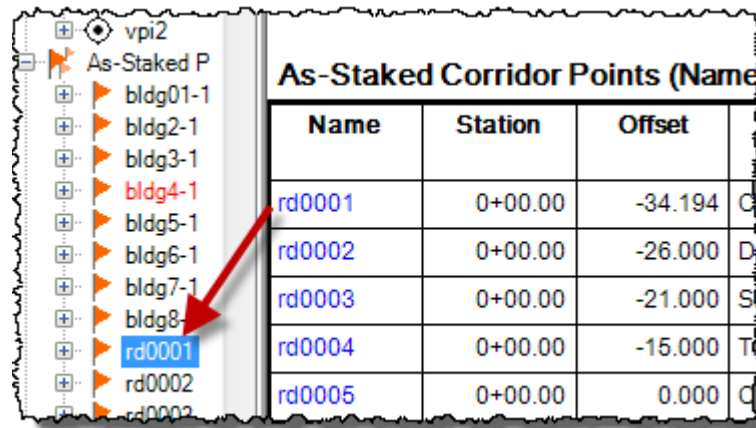 vpi2
As-Staked P
bldg01-1
bldg2-1
bldg3-1
bldg4-1
bldg5-1
bldg6-1
bldg7-1
rd0001
rd0002
As-Staked Corridor Points (Name
Name Station Offset
rd0001 0+00.00 -34.194
rd0002 0+00.00 -26.000
rd0003 0+00.00 -21.000
rd0004 0+00.00 -15.000
rd0005 0+00.00 0.000